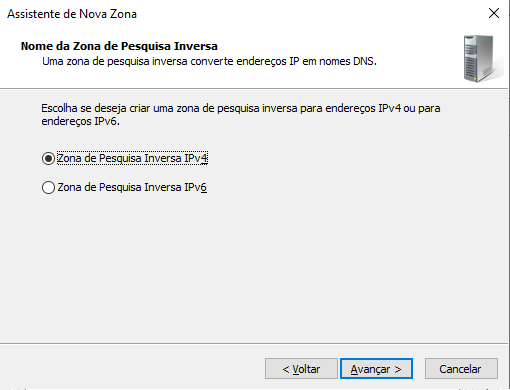 Assistente de Nova Zona
Nome da Zona de Pesquisa Inversa
Uma zona de pesquisa inversa converte endereços IP em nomes DNS.
Escolha se deseja criar uma zona de pesquisa inversa para endereços IPv4 ou para
endereços IPv6.
Zona de Pesquisa Inversa IPv4
Zona de Pesquisa Inversa IPv6
< Voltar
Avançar >
Cancelar